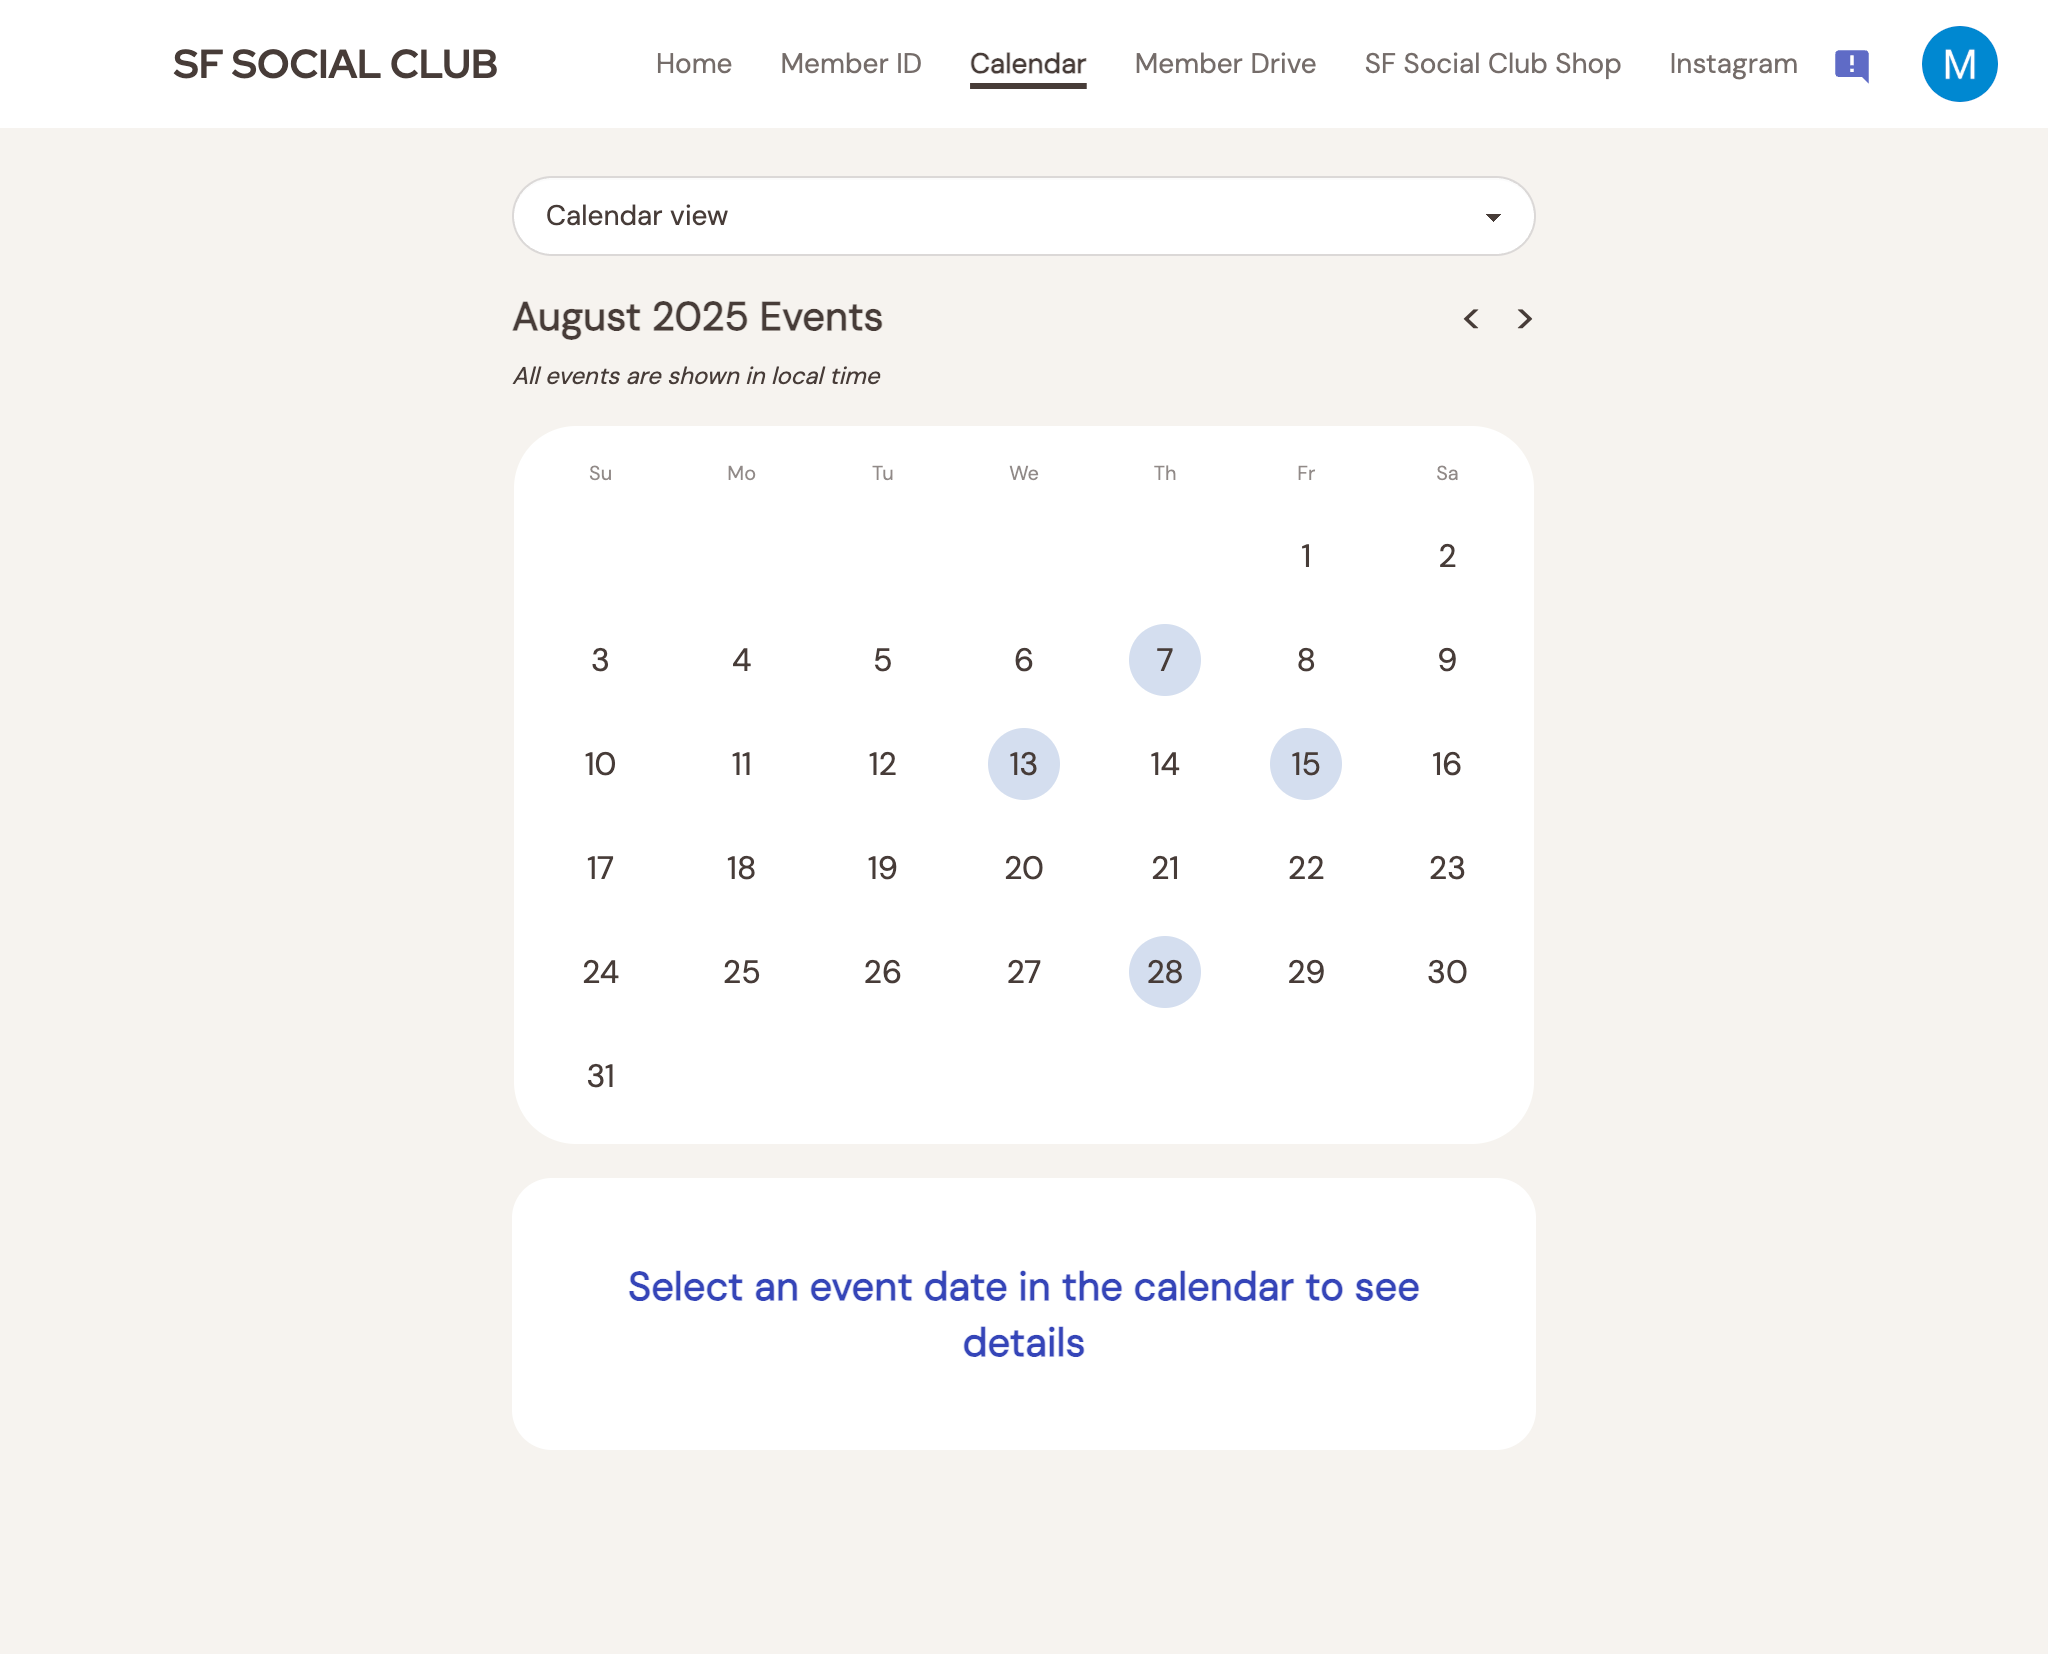 SF SOCIAL CLUB
Home Member ID Calendar Member Drive SF Social Club Shop Instagram ! M
Calendar view
August 2025 Events < >
All events are shown in local time
Su Mo Tu We Th Fr Sa
1 2
3 4 5 6 7 8 9
10 11 12 13 14 15 16
17 18 19 20 21 22 23
24 25 26 27 28 29 30
31
Select an event date in the calendar to see
details